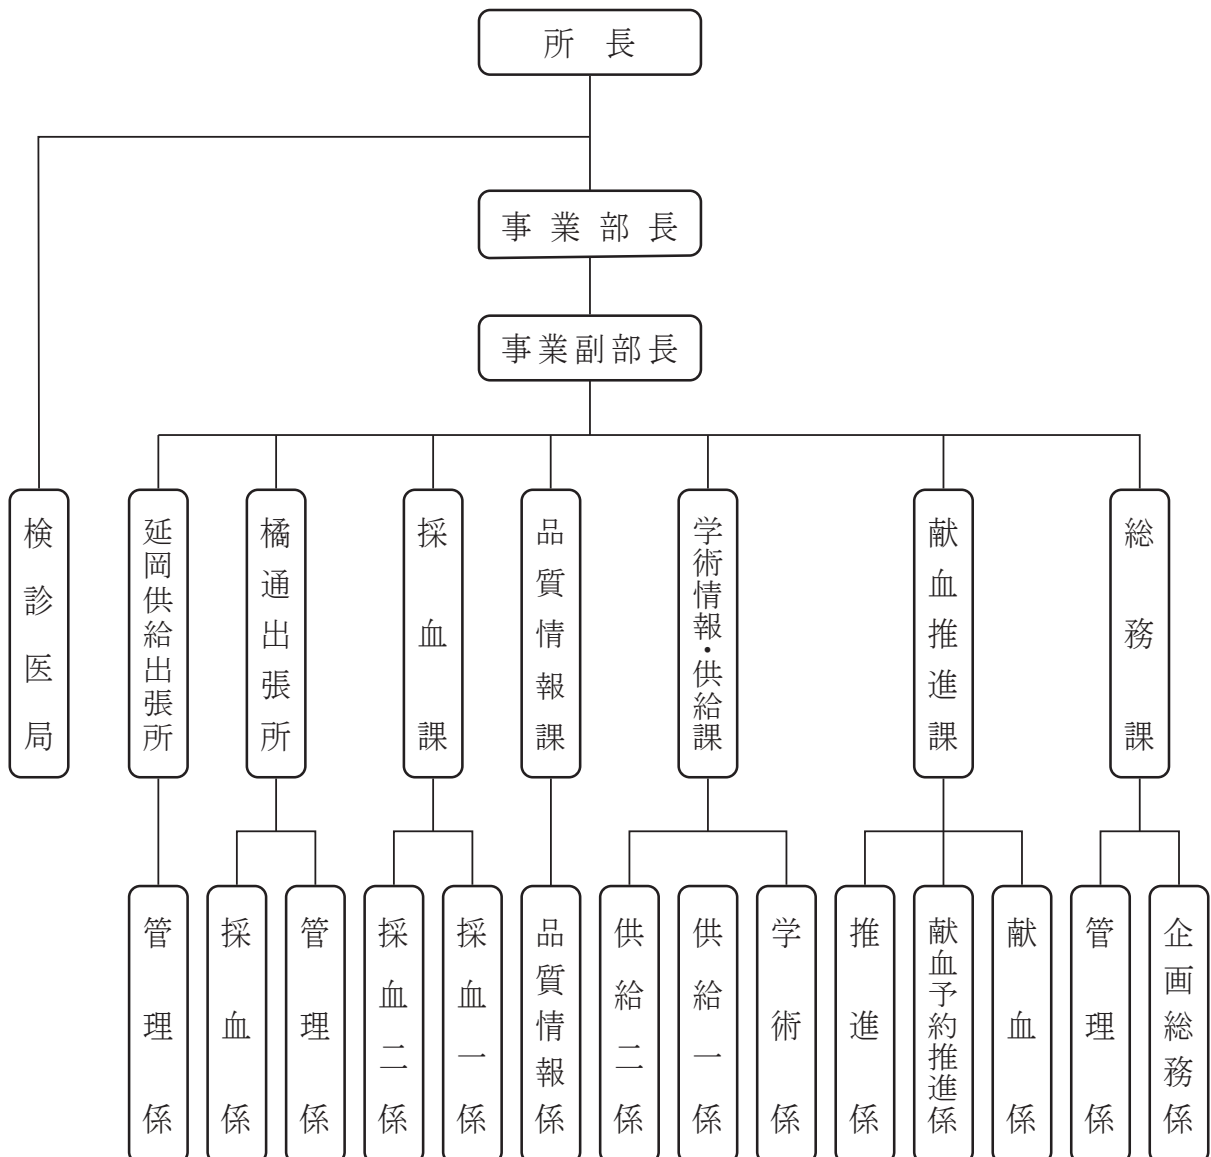 所長
事業部長
事業副部長
検診医局
延岡供給出張所
橘通出張所
採血課
品質情報課
学術情報・供給課
献血推進課
総務課
管理係
採血係
管理係
採血二係
採血一係
品質情報係
供給二係
供給一係
学術係
推進係
献血予約推進係
献血係
管理係
企画総務係